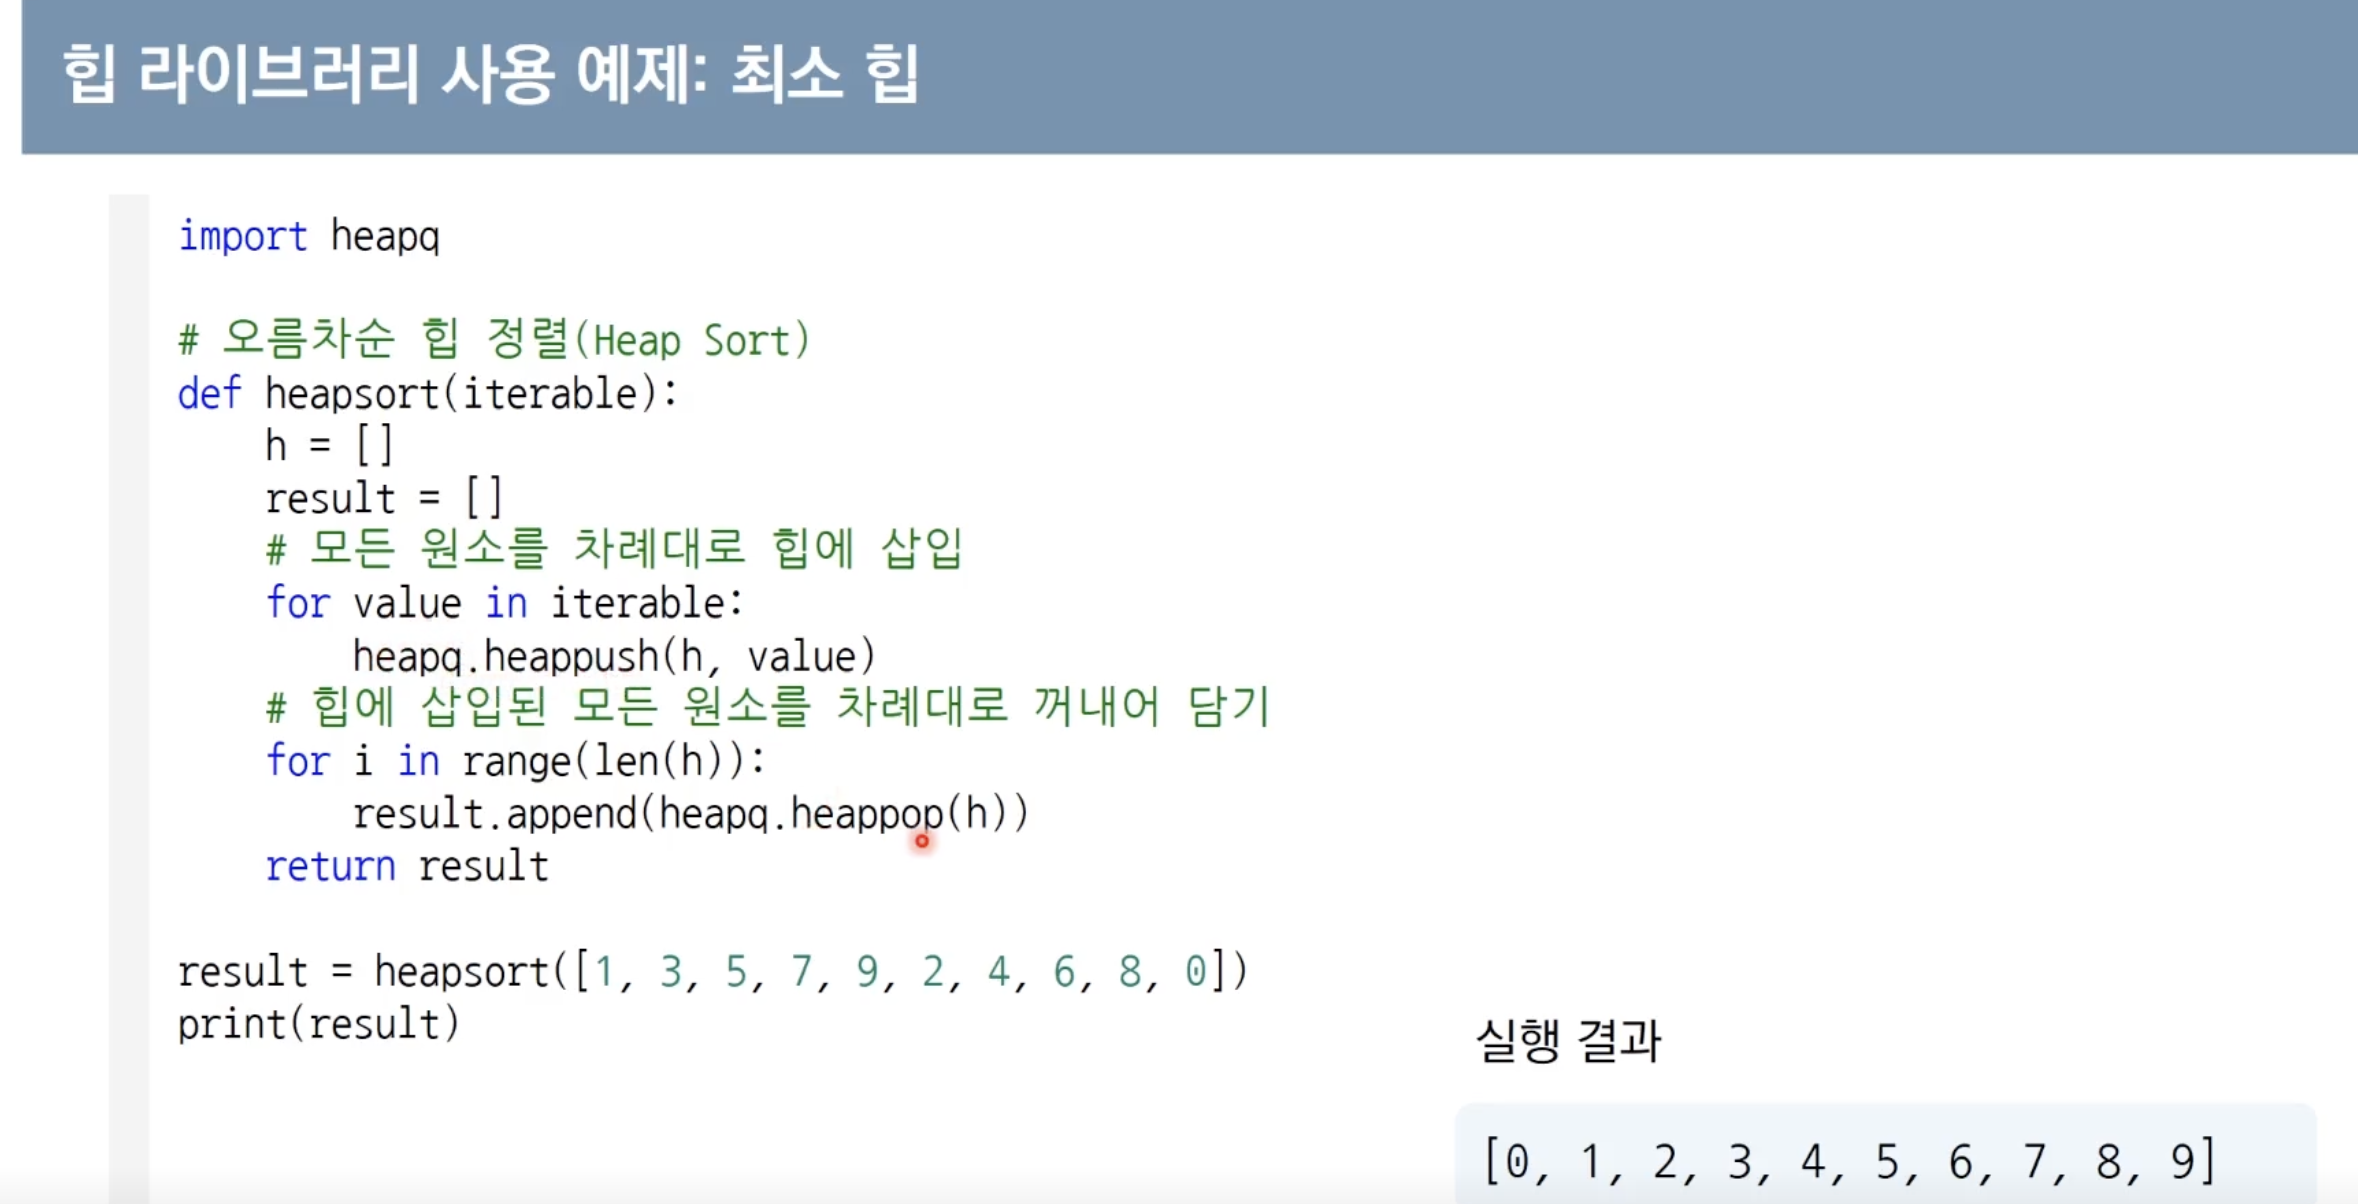 힙 라이브러리 사용 예제: 최소 힙
import heapq
# 오름차순 힙 정렬(Heap Sort)
def heapsort(iterable):
    h = []
    result = []
    # 모든 원소를 차례대로 힙에 삽입
    for value in iterable:
        heapq.heappush(h, value)
    # 힙에 삽입된 모든 원소를 차례대로 꺼내어 담기
    for i in range(len(h)):
        result.append(heapq.heappop(h))
    return result
result = heapsort([1, 3, 5, 7, 9, 2, 4, 6, 8, 0])
print(result)
실행 결과
[0, 1, 2, 3, 4, 5, 6, 7, 8, 9]